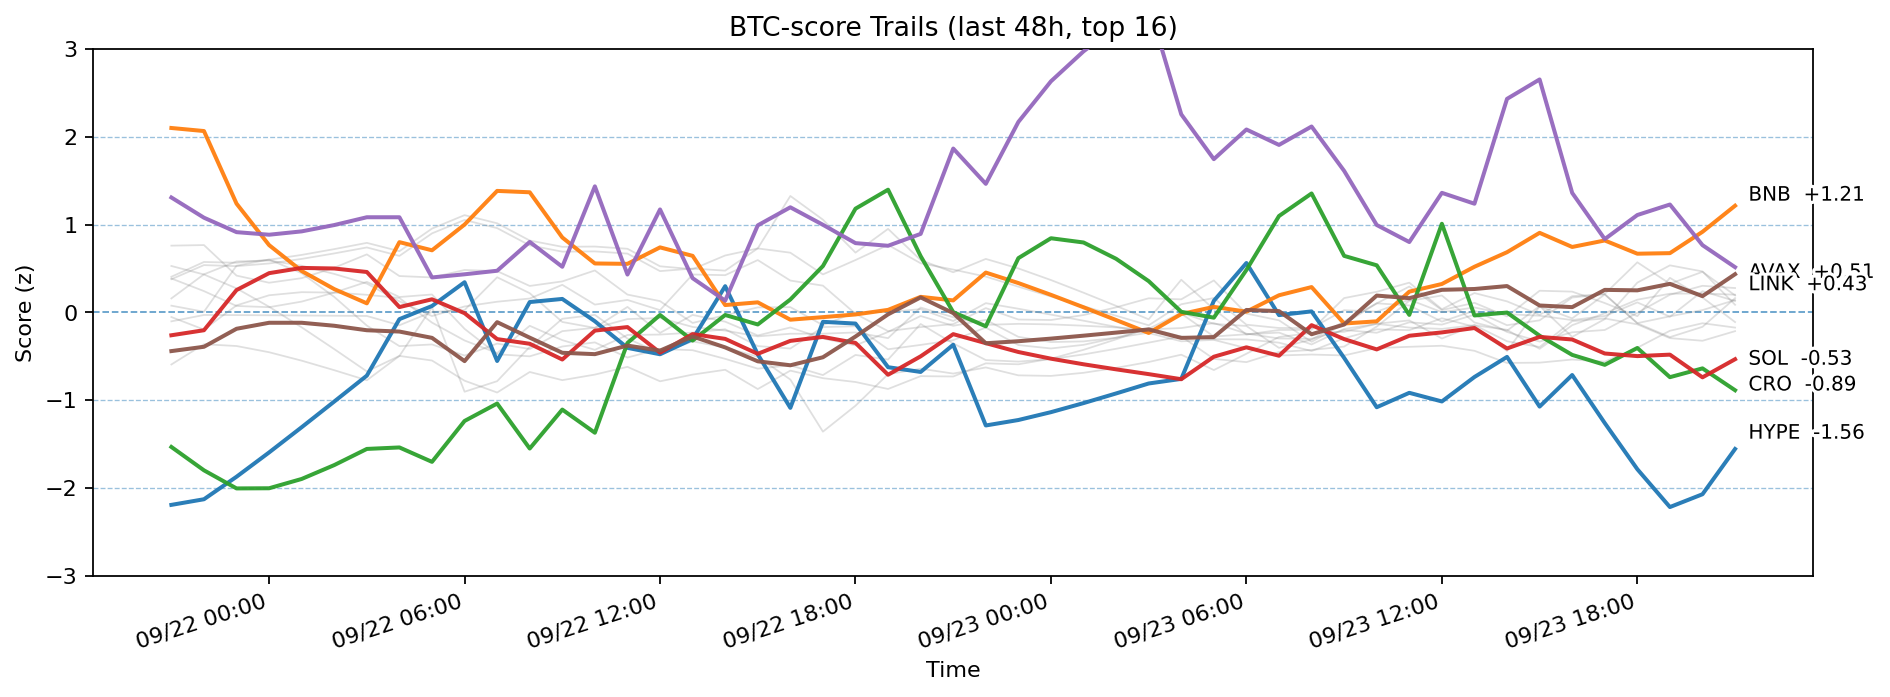 BTC-score Trails (last 48h, top 16)
3
2
1
0
−1
−2
−3
Score (z)
BNB +1.21
AVAX +0.51
LINK +0.43
SOL -0.53
CRO -0.89
HYPE -1.56
09/22 00:00
09/22 06:00
09/22 12:00
09/22 18:00
09/23 00:00
09/23 06:00
09/23 12:00
09/23 18:00
Time